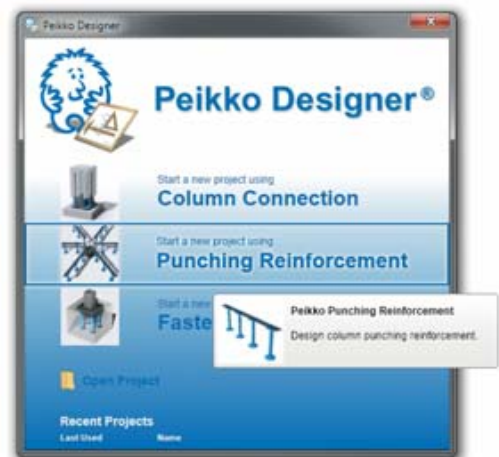 Peikko Designer
Peikko Designer®
Start a new project using
Column Connection
Start a new project using
Punching Reinforcement
Start a new
Faste
Peikko Punching Reinforcement
Design column punching reinforcement.
Open Project
Recent Projects
Last Used Name